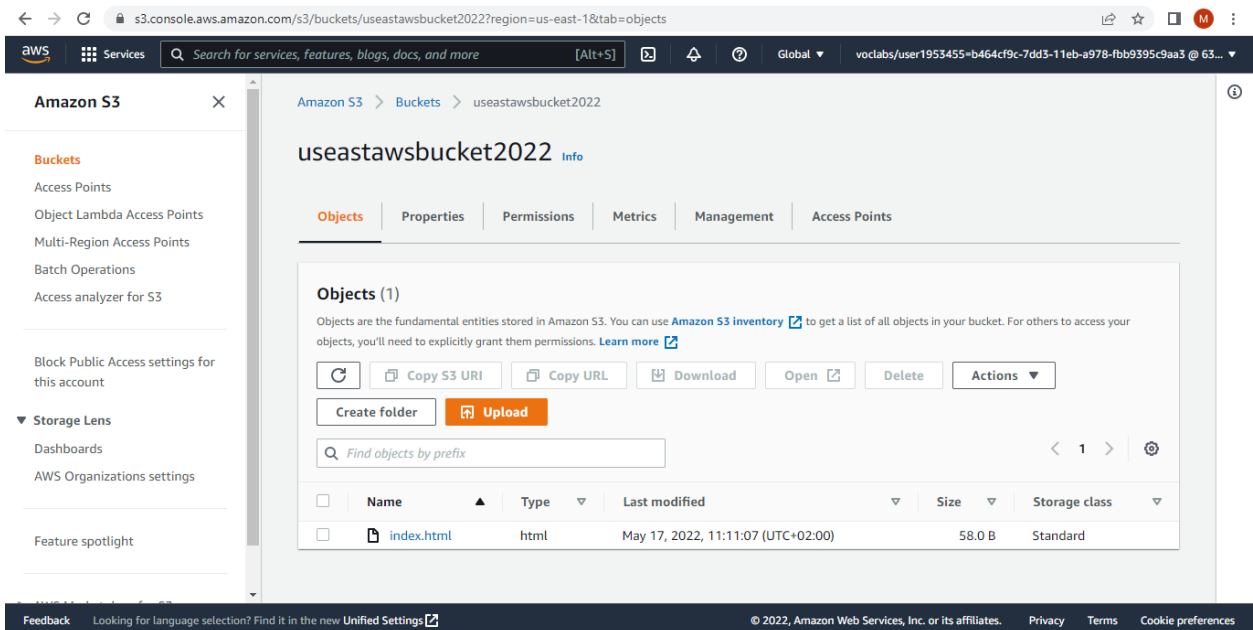 s3.console.aws.amazon.com/s3/buckets/useastawsbucket2022?region=us-east-1&tab=objects
M
aws
Services
Search for services, features, blogs, docs, and more
[Alt+S]
Global
voclabs/user1953455=b464cf9c-7dd3-11eb-a978-fbb9395c9aa3 @ 63...
Amazon S3
Buckets
Access Points
Object Lambda Access Points
Multi-Region Access Points
Batch Operations
Access analyzer for S3
Block Public Access settings for
this account
Storage Lens
Dashboards
AWS Organizations settings
Feature spotlight
Amazon S3 > Buckets > useastawsbucket2022
useastawsbucket2022 Info
Objects
Properties
Permissions
Metrics
Management
Access Points
Objects (1)
Objects are the fundamental entities stored in Amazon S3. You can use Amazon S3 inventory to get a list of all objects in your bucket. For others to access your
objects, you'll need to explicitly grant them permissions. Learn more
Copy S3 URI
Copy URL
Download
Open
Delete
Actions
Create folder
Upload
Find objects by prefix
1
Name Type Last modified Size Storage class
index.html html May 17, 2022, 11:11:07 (UTC+02:00) 58.0 B Standard
Feedback
Looking for language selection? Find it in the new Unified Settings
© 2022, Amazon Web Services, Inc. or its affiliates.
Privacy
Terms
Cookie preferences